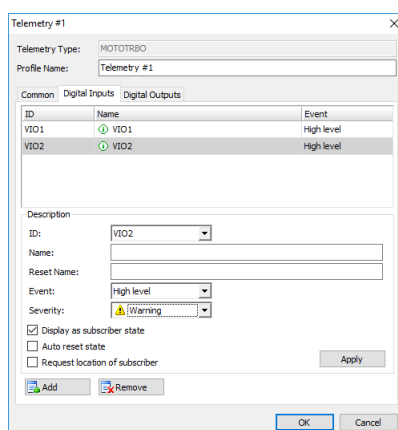 Telemetry #1
Telemetry Type: MOTOTRBO
Profile Name: Telemetry #1
Common Digital Inputs Digital Outputs
ID Name Event
VIO1 VIO1 High level
VIO2 VIO2 High level
Description
ID: VIO2
Name:
Reset Name:
Event: High level
Severity: Warning
Display as subscriber state
Auto reset state
Request location of subscriber
Apply
Add Remove
OK Cancel